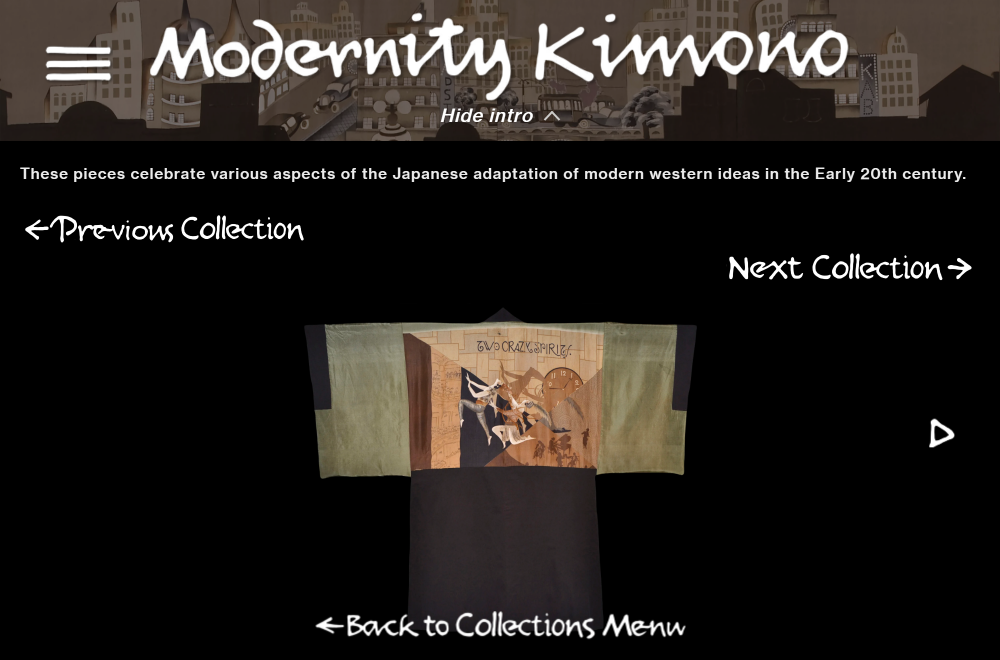 Modernity Kimono
Hide intro
These pieces celebrate various aspects of the Japanese adaptation of modern western ideas in the Early 20th century.
←Previous Collection
Next Collection→
TWO CRAZY SPIRITS.
←Back to Collections Menu